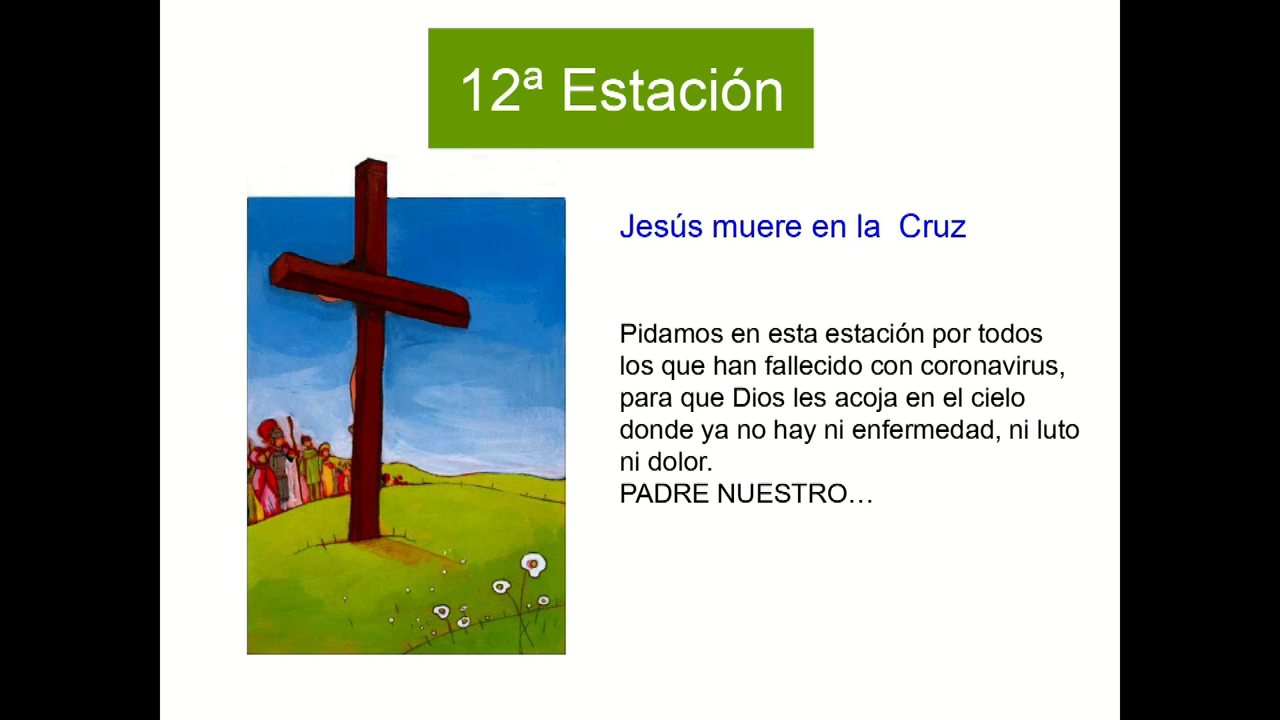 12ª Estación
Jesús muere en la  Cruz
Pidamos en esta estación por todos
los que han fallecido con coronavirus,
para que Dios les acoja en el cielo
donde ya no hay ni enfermedad, ni luto
ni dolor.
PADRE NUESTRO…